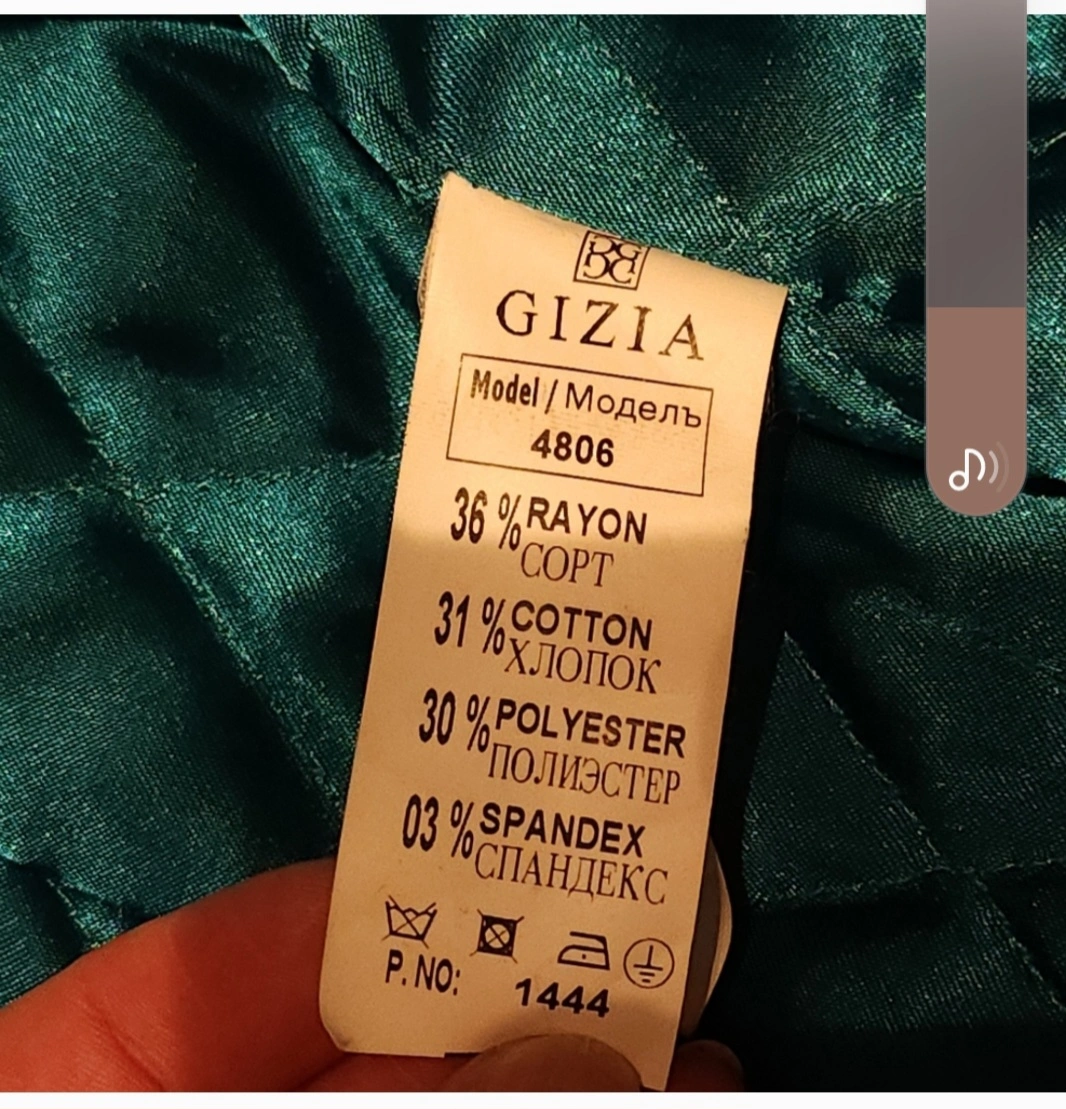 GIZIA
Model / Моделъ
4806
36 % RAYON
СОРТ
31 % COTTON
ХЛОПОК
30 % POLYESTER
ПОЛИЭСТЕР
03 % SPANDEX
СПАНДЕКС
P. NO: 1444